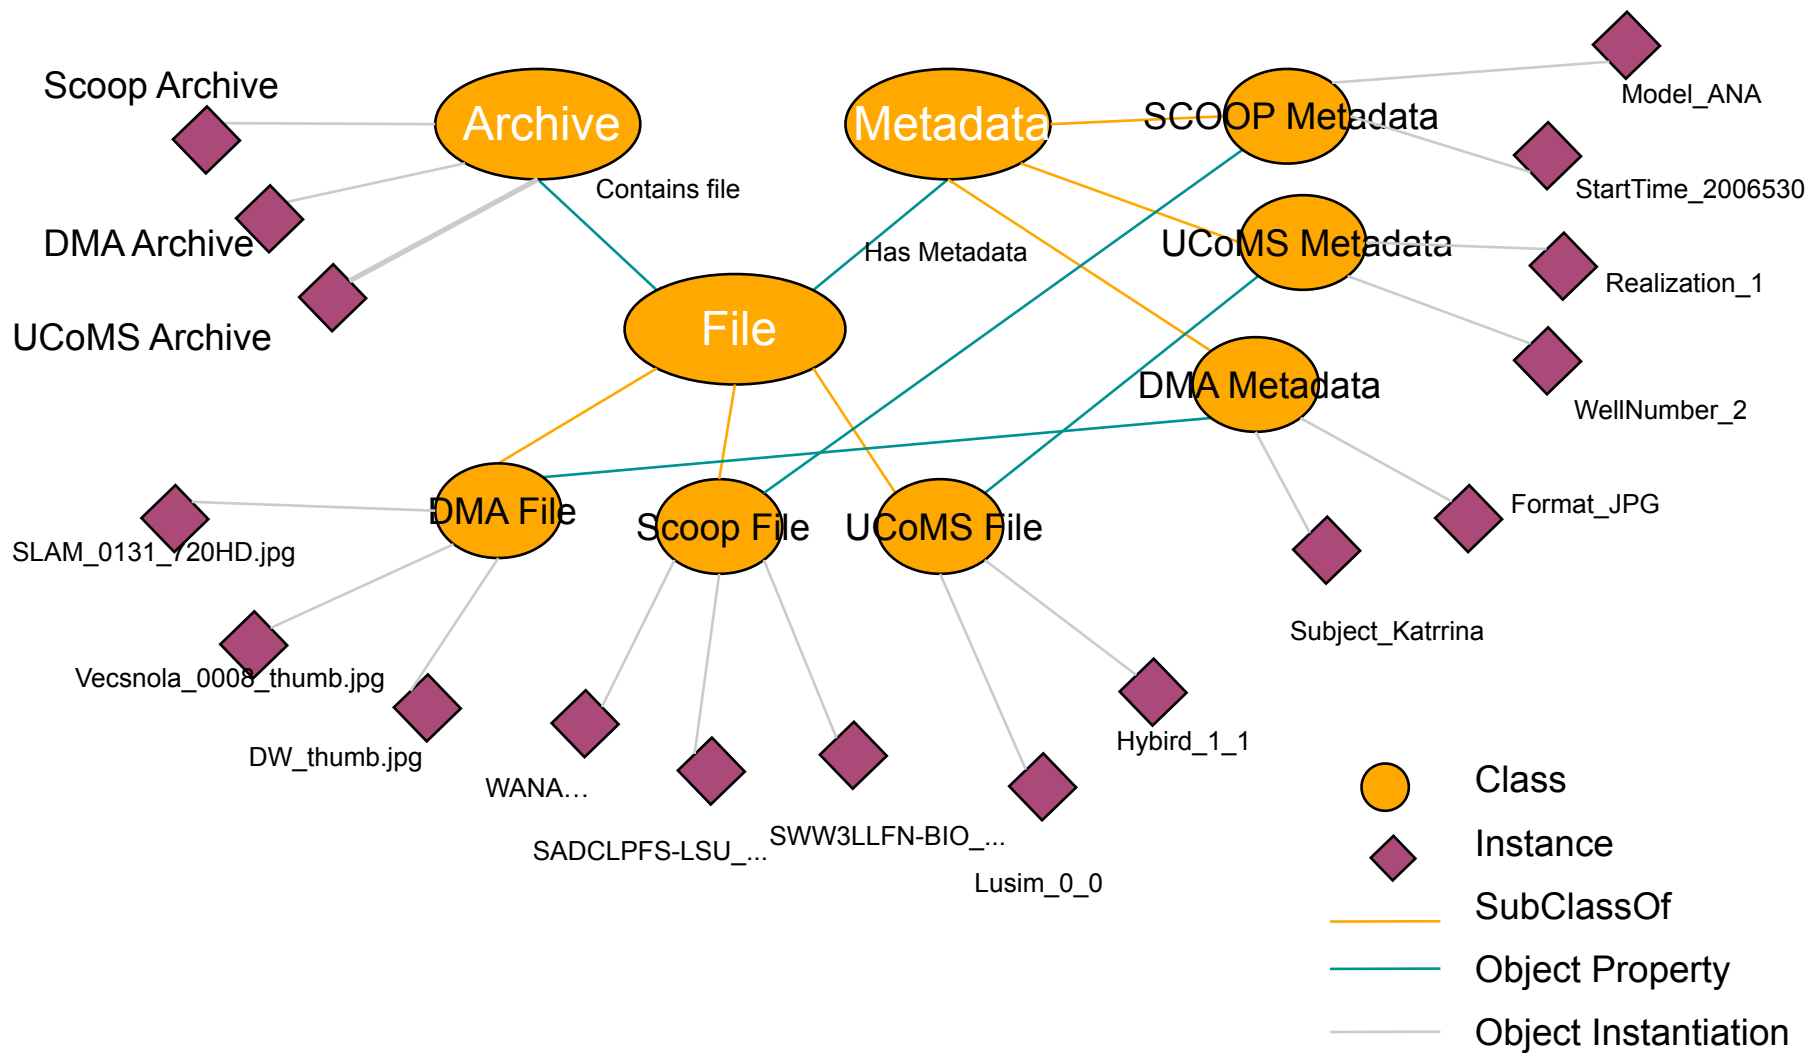 Scoop Archive
Archive
Metadata
SCOOP Metadata
Model_ANA
StartTime_2006530
Contains file
DMA Archive
Has Metadata
UCoMS Metadata
Realization_1
UCoMS Archive
File
DMA Metadata
WellNumber_2
DMA File
Scoop File
UCoMS File
Format_JPG
SLAM_0131_720HD.jpg
Subject_Katrrina
Vecsnola_0008_thumb.jpg
DW_thumb.jpg
Hybird_1_1
WANA…
SADCLPFS-LSU_...
SWW3LLFN-BIO_...
Lusim_0_0
Class
Instance
SubClassOf
Object Property
Object Instantiation